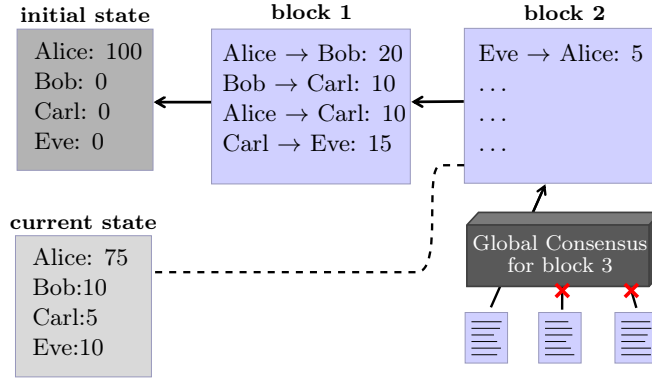 initial state
Alice: 100
Bob: 0
Carl: 0
Eve: 0
block 1
Alice → Bob: 20
Bob → Carl: 10
Alice → Carl: 10
Carl → Eve: 15
block 2
Eve → Alice: 5
...
...
...
current state
Alice: 75
Bob:10
Carl:5
Eve:10
Global Consensus
for block 3